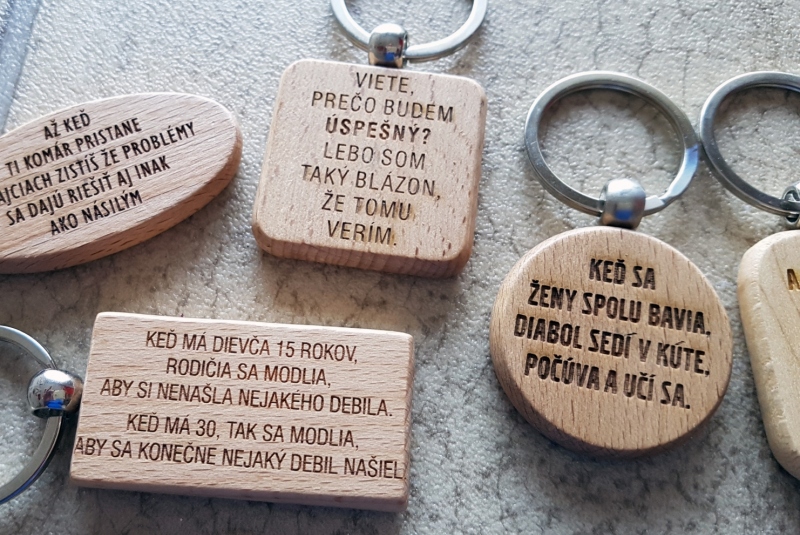 AŽ KEĎ
TI KOMÁR PRISTANE
ZISTÍŠ ŽE PROBLÉMY
SA DAJÚ RIEŠIŤ AJ INAK
AKO NÁSILÝM
VIETE,
PREČO BUDEM
ÚSPEŠNÝ?
LEBO SOM
TAKÝ BLÁZON,
ŽE TOMU
VERÍM.
KEĎ SA
ŽENY SPOLU BAVIA.
DIABOL SEDÍ V KÚTE.
POČÚVA A UČÍ SA.
KEĎ MÁ DIEVČA 15 ROKOV,
RODIČIA SA MODLIA,
ABY SI NENAŠLA NEJAKÉHO DEBILA.
KEĎ MÁ 30, TAK SA MODLIA,
ABY SA KONEČNE NEJAKÝ DEBIL NAŠIEL
A